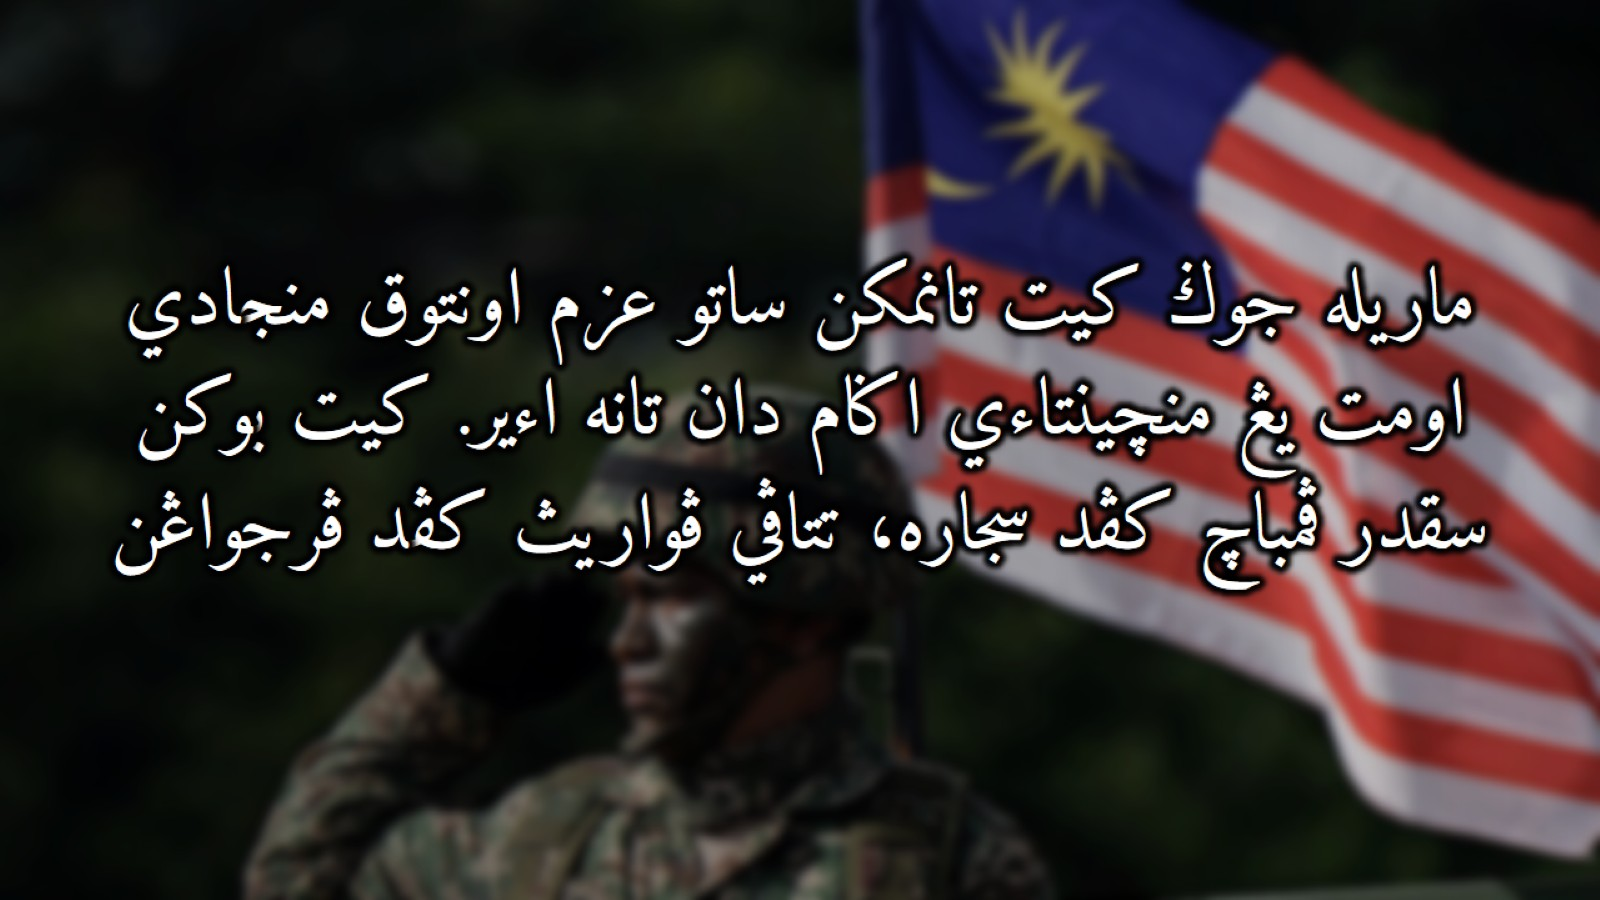 ماريله جوݢ كيت تانمكن ساتو عزم اونتوق منجادي
اومت يڠ منچينتاءي اݢام دان تانه اءير. كيت بوكن
سقدر ڤمباچ كڤد سجاره، تتاڤي ڤواريث كڤد ڤرجواڠن